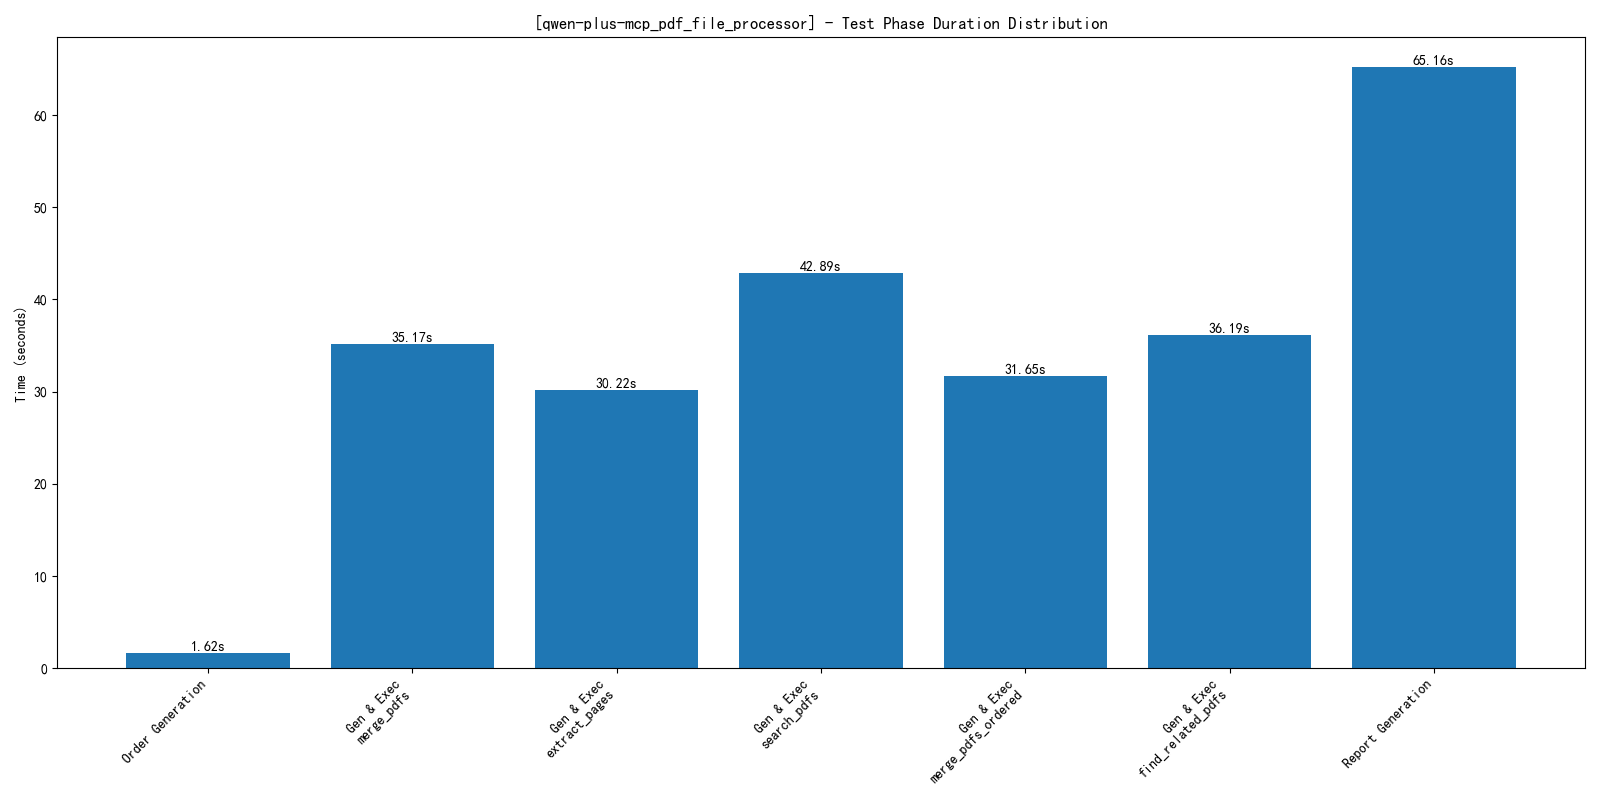 [qwen-plus-mcp_pdf_file_processor] - Test Phase Duration Distribution
65.16s
60
50
42.89s
40
36.19s
35.17s
31.65s
30.22s
30
20
10
1.62s
0
Time (seconds)
Order Generation
Gen & Exec
merge_pdfs
Gen & Exec
extract_pages
Gen & Exec
search_pdfs
Gen & Exec
merge_pdfs_ordered
Gen & Exec
find_related_pdfs
Report Generation